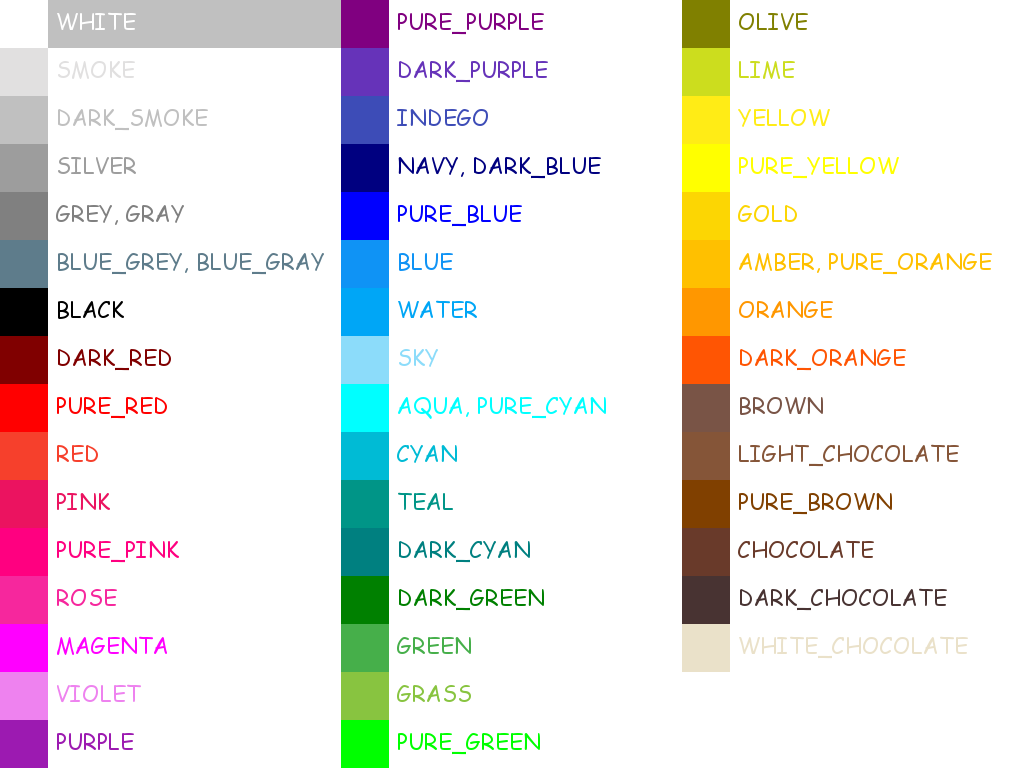 WHITE
SMOKE
DARK_SMOKE
SILVER
GREY, GRAY
BLUE_GREY, BLUE_GRAY
BLACK
DARK_RED
PURE_RED
RED
PINK
PURE_PINK
ROSE
MAGENTA
VIOLET
PURPLE
PURE_PURPLE
DARK_PURPLE
INDEGO
NAVY, DARK_BLUE
PURE_BLUE
BLUE
WATER
SKY
AQUA, PURE_CYAN
CYAN
TEAL
DARK_CYAN
DARK_GREEN
GREEN
GRASS
PURE_GREEN
OLIVE
LIME
YELLOW
PURE_YELLOW
GOLD
AMBER, PURE_ORANGE
ORANGE
DARK_ORANGE
BROWN
LIGHT_CHOCOLATE
PURE_BROWN
CHOCOLATE
DARK_CHOCOLATE
WHITE_CHOCOLATE